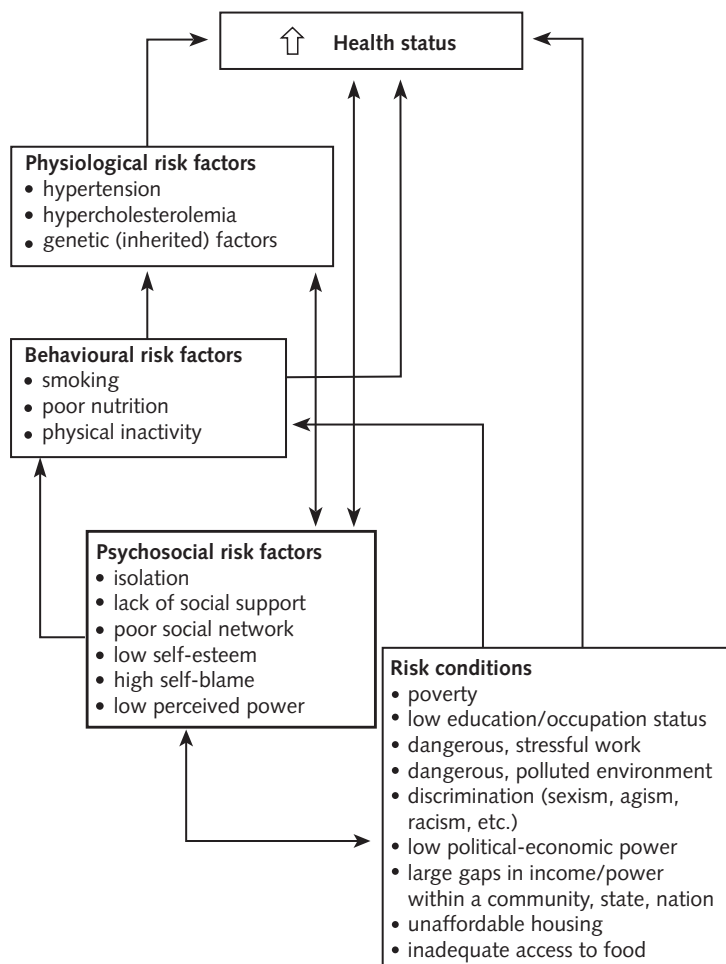 ⇧ Health status
Physiological risk factors
• hypertension
• hypercholesterolemia
• genetic (inherited) factors
Behavioural risk factors
• smoking
• poor nutrition
• physical inactivity
Psychosocial risk factors
• isolation
• lack of social support
• poor social network
• low self-esteem
• high self-blame
• low perceived power
Risk conditions
• poverty
• low education/occupation status
• dangerous, stressful work
• dangerous, polluted environment
• discrimination (sexism, agism,
racism, etc.)
• low political-economic power
• large gaps in income/power
within a community, state, nation
• unaffordable housing
• inadequate access to food